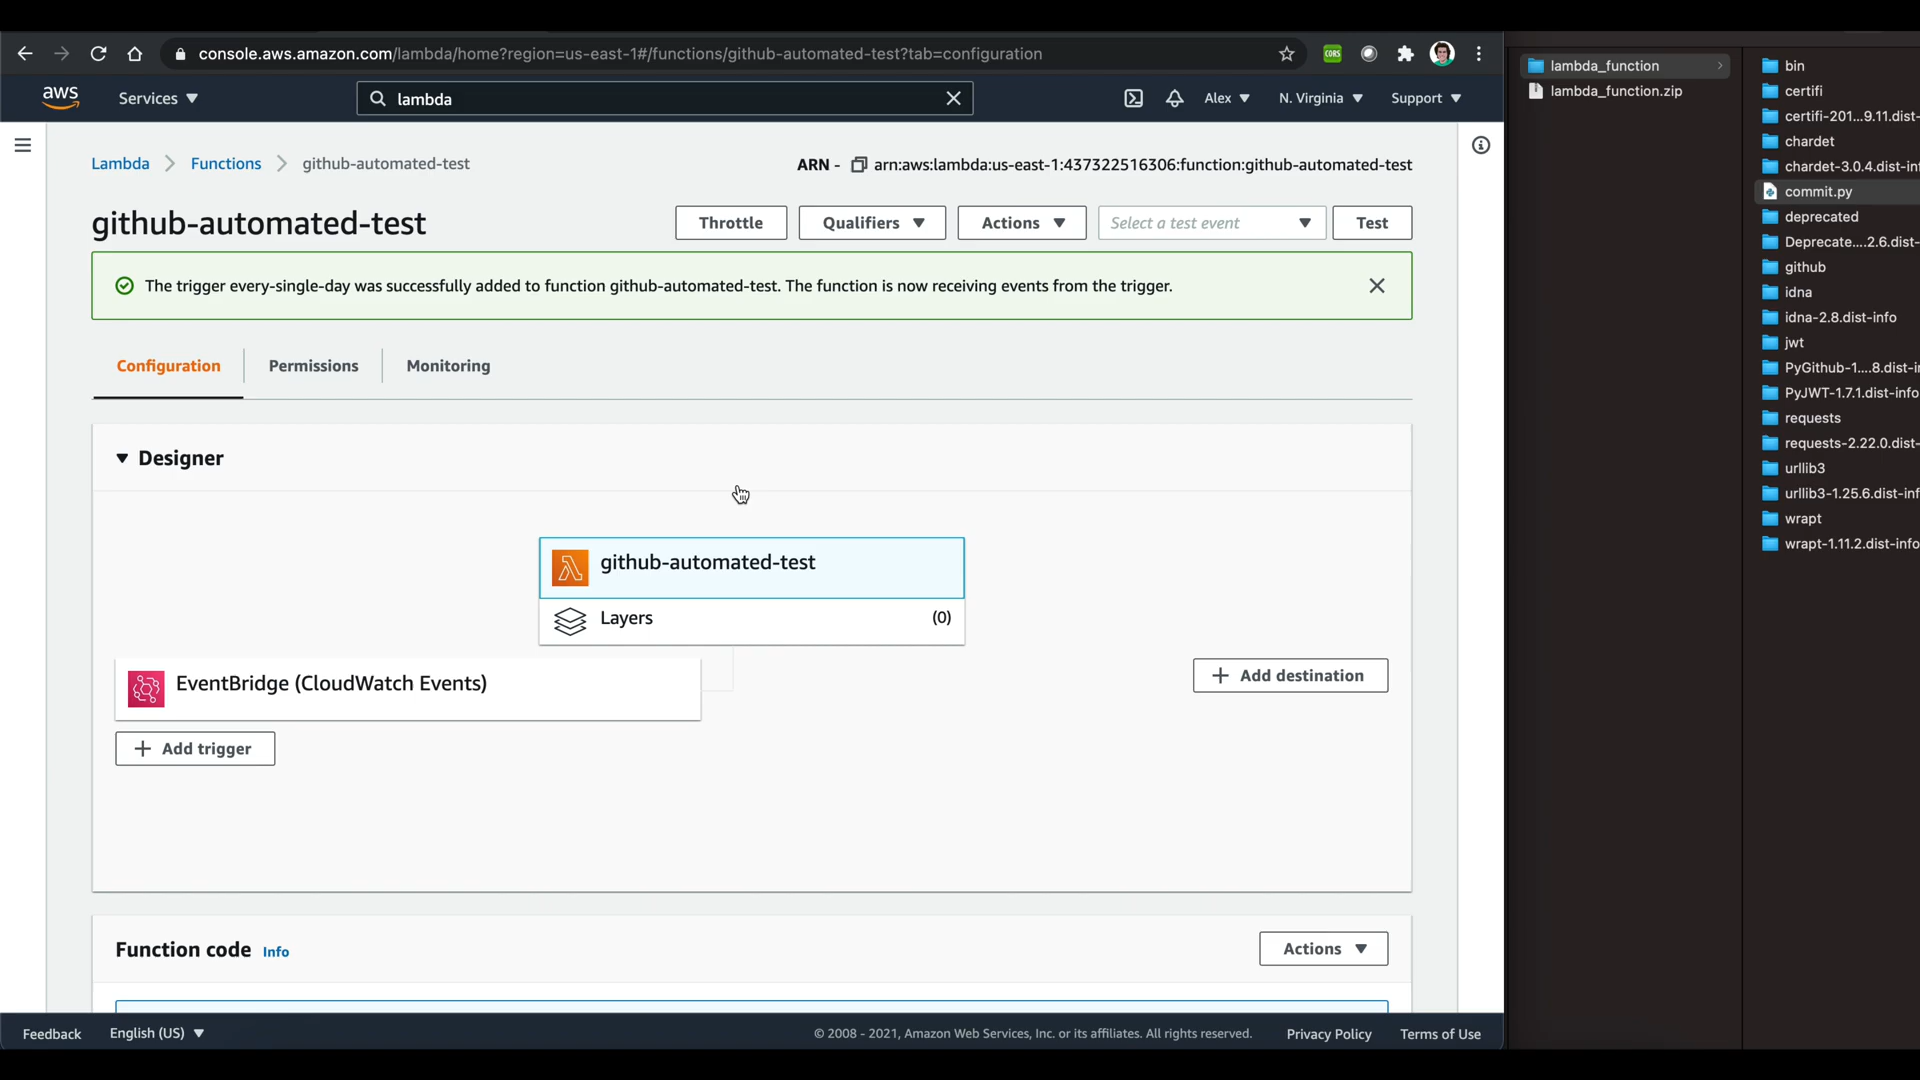 console.aws.amazon.com/lambda/home?region=us-east-1#/functions/github-automated-test?tab=configuration
CORS
aws
Services
lambda
Alex
N. Virginia
Support
Lambda
Functions
github-automated-test
ARN - arn:aws:lambda:us-east-1:437322516306:function:github-automated-test
github-automated-test
Throttle
Qualifiers
Actions
Select a test event
Test
The trigger every-single-day was successfully added to function github-automated-test. The function is now receiving events from the trigger.
Configuration
Permissions
Monitoring
Designer
github-automated-test
Layers
(0)
EventBridge (CloudWatch Events)
Add destination
Add trigger
Function code Info
Actions
Feedback
English (US)
© 2008 - 2021, Amazon Web Services, Inc. or its affiliates. All rights reserved.
Privacy Policy
Terms of Use
lambda_function
lambda_function.zip
bin
certifi
certifi-201...9.11.dist-
chardet
chardet-3.0.4.dist-inf
commit.py
deprecated
Deprecate....2.6.dist-
github
idna
idna-2.8.dist-info
jwt
PyGithub-1....8.dist-in
PyJWT-1.7.1.dist-info
requests
requests-2.22.0.dist-
urllib3
urllib3-1.25.6.dist-inf
wrapt
wrapt-1.11.2.dist-info